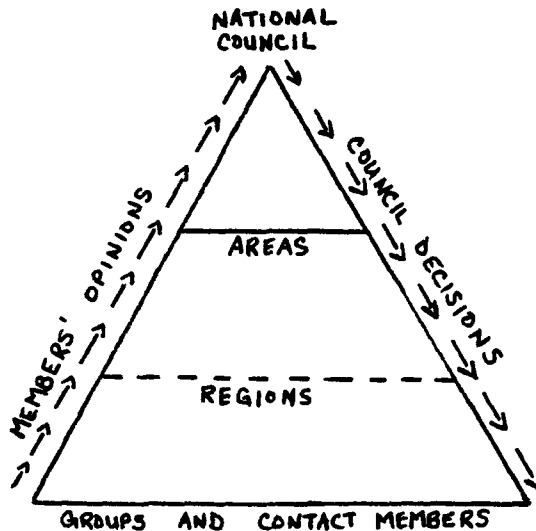 NATIONAL
COUNCIL
MEMBERS' OPINIONS
COUNCIL DECISIONS
AREAS
REGIONS
GROUPS AND CONTACT MEMBERS